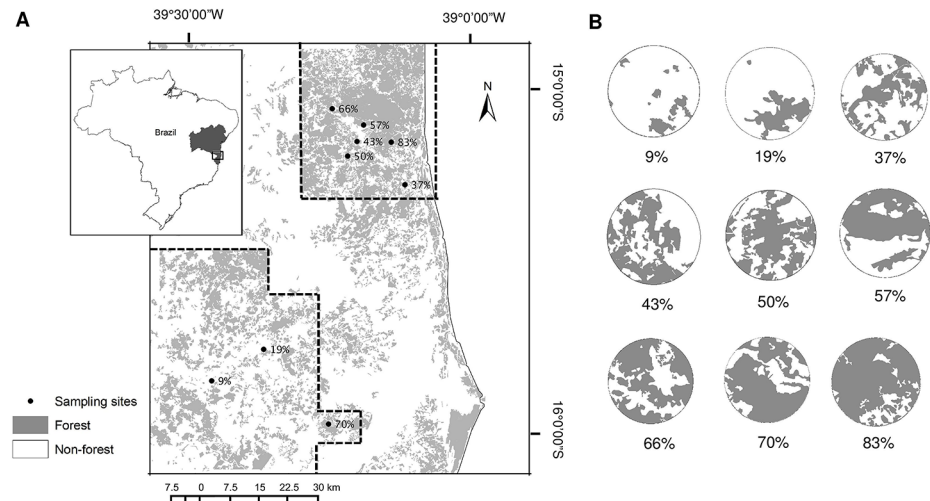 A
39°30'00"W
39°0'00"W
15°0'00"S
16°0'00"S
N
Brazil
66%
57%
43%
83%
50%
37%
19%
9%
70%
Sampling sites
Forest
Non-forest
7.5 0 7.5 15 22.5 30 km
B
9% 19% 37%
43% 50% 57%
66% 70% 83%